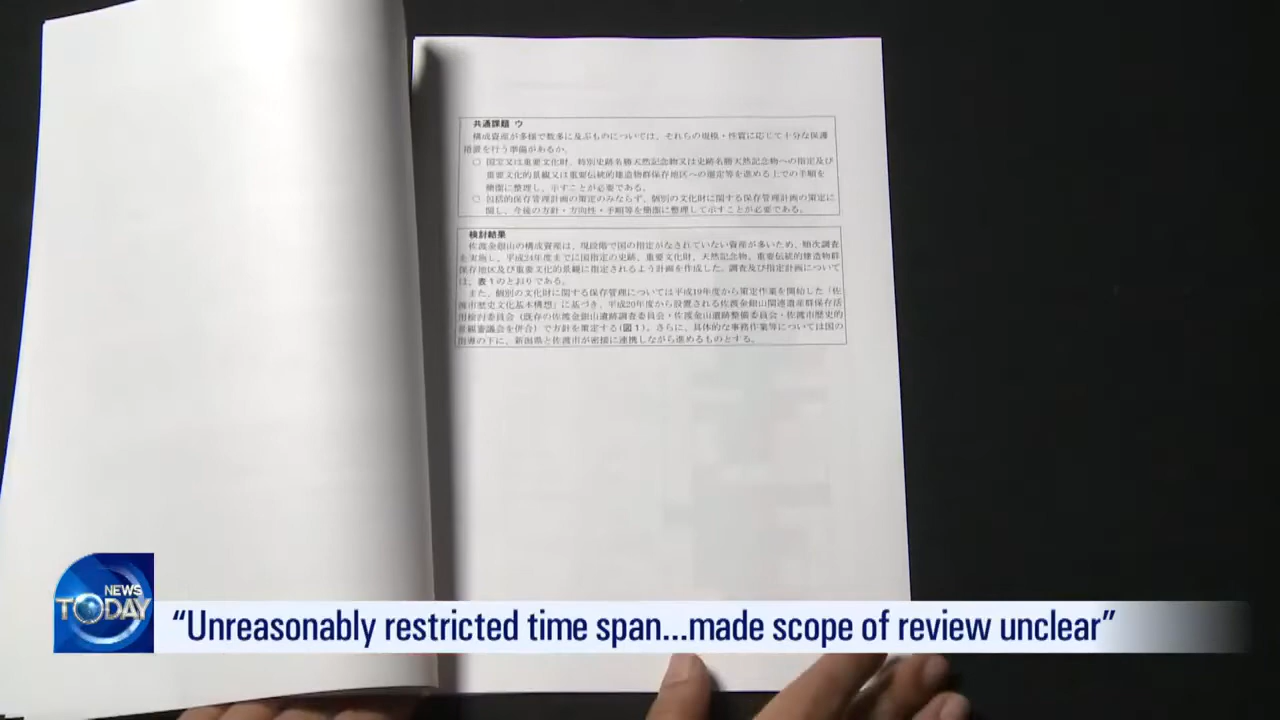 共通課題 ウ
構成資産が多様で数多に及ぶものについては、それらの規模・性質に応じて十分な保護
措置を行う準備があるか。
○ 国宝又は重要文化財、特別史跡名勝天然記念物又は史跡名勝天然記念物への指定及び
重要文化的景観又は重要伝統的建造物群保存地区への選定等を進める上での手順を
簡潔に整理し、示すことが必要である。
○ 包括的保存管理計画の策定のみならず、個別の文化財に関する保存管理計画の策定に
関し、今後の方針・方向性・手順等を簡潔に整理して示すことが必要である。
検討結果
佐渡金銀山の構成資産は、現段階で国の指定がなされていない資産が多いため、順次調査
を実施し、平成24年度までに国指定の史跡、重要文化財、天然記念物、重要伝統的建造物群
保存地区及び重要文化的景観に指定されるよう計画を作成した。調査及び指定計画について
は、表1のとおりである。
また、個別の文化財に関する保存管理については平成19年度から策定作業を開始した「佐
渡市歴史文化基本構想」に基づき、平成20年度から設置される佐渡金銀山関連遺産群保存活
用検討委員会（既存の佐渡金銀山遺跡調査委員会・佐渡金銀山遺跡整備委員会・佐渡市歴史的
景観審議会を併合）で方針を策定する(図1)。さらに、具体的な事務作業等については国の
指導の下に、新潟県と佐渡市が密接に連携しながら進めるものとする。
NEWS
TODAY
“Unreasonably restricted time span...made scope of review unclear”